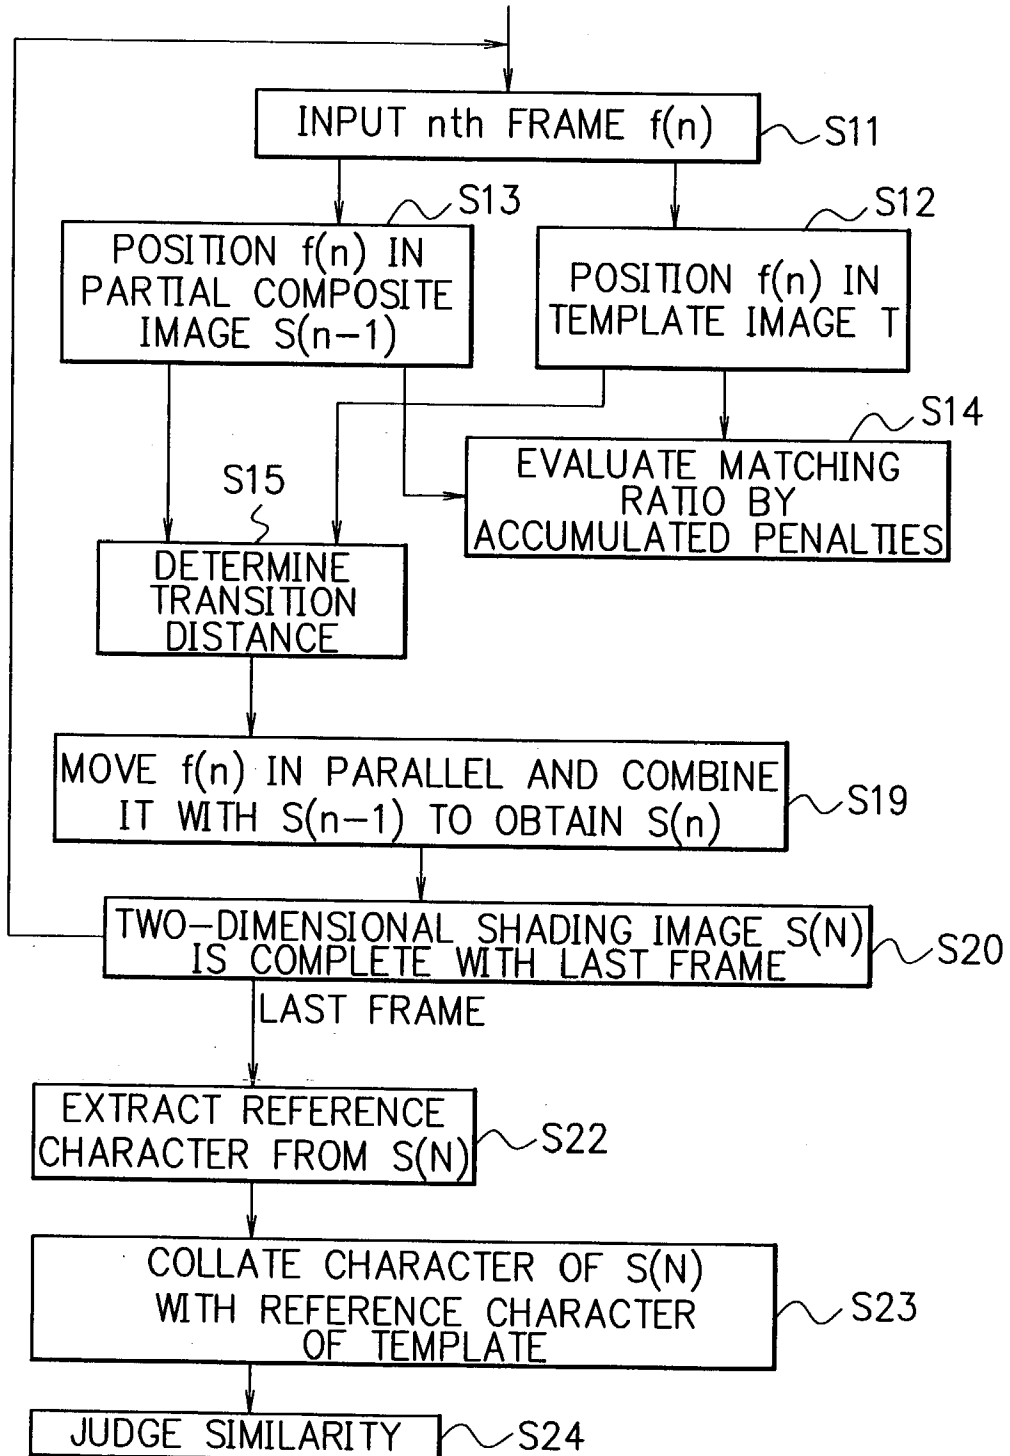 INPUT nth FRAME f(n)
S11
S13
POSITION f(n) IN
PARTIAL COMPOSITE
IMAGE S(n-1)
S12
POSITION f(n) IN
TEMPLATE IMAGE T
S14
EVALUATE MATCHING
RATIO BY
ACCUMULATED PENALTIES
S15
DETERMINE
TRANSITION
DISTANCE
MOVE f(n) IN PARALLEL AND COMBINE
IT WITH S(n-1) TO OBTAIN S(n)
S19
TWO-DIMENSIONAL SHADING IMAGE S(N)
IS COMPLETE WITH LAST FRAME
S20
LAST FRAME
EXTRACT REFERENCE
CHARACTER FROM S(N)
S22
COLLATE CHARACTER OF S(N)
WITH REFERENCE CHARACTER
OF TEMPLATE
S23
JUDGE SIMILARITY
S24